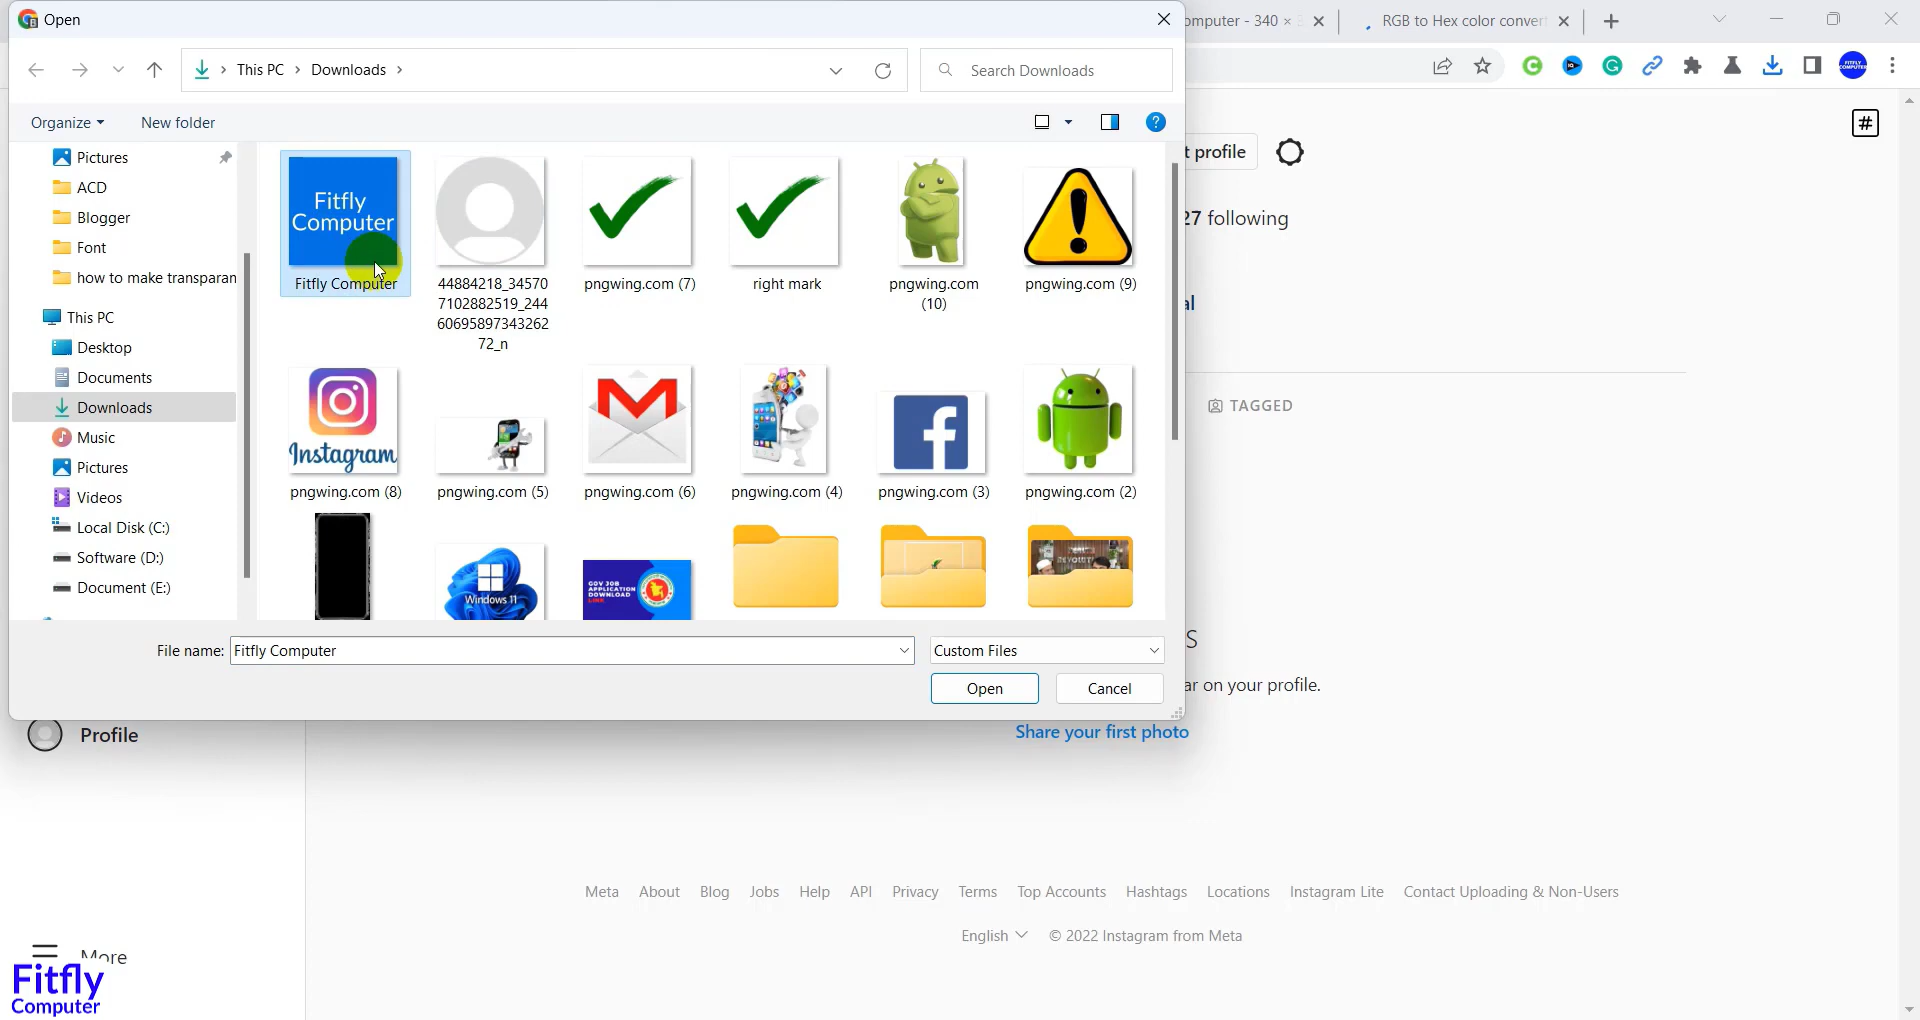 Open
omputer - 340 ×
RGB to Hex color convert
This PC
Downloads
Search Downloads
Organize
New folder
Pictures
ACD
Blogger
Font
how to make transparan
This PC
Desktop
Documents
Downloads
Music
Pictures
Videos
Local Disk (C:)
Software (D:)
Document (E:)
Fitfly
Computer
Fitfly Computer
44884218_34570
7102882519_244
60695897343262
72_n
pngwing.com (7)
right mark
pngwing.com
(10)
pngwing.com (9)
Instagram
pngwing.com (8)
pngwing.com (5)
pngwing.com (6)
pngwing.com (4)
pngwing.com (3)
pngwing.com (2)
Windows 11
GOV JOB
APPLICATION
DOWNLOAD
LINK
File name:
Fitfly Computer
Custom Files
Open
Cancel
t profile
27 following
al
TAGGED
S
ar on your profile.
Share your first photo
Profile
More
Meta
About
Blog
Jobs
Help
API
Privacy
Terms
Top Accounts
Hashtags
Locations
Instagram Lite
Contact Uploading & Non-Users
English
© 2022 Instagram from Meta
Fitfly
Computer